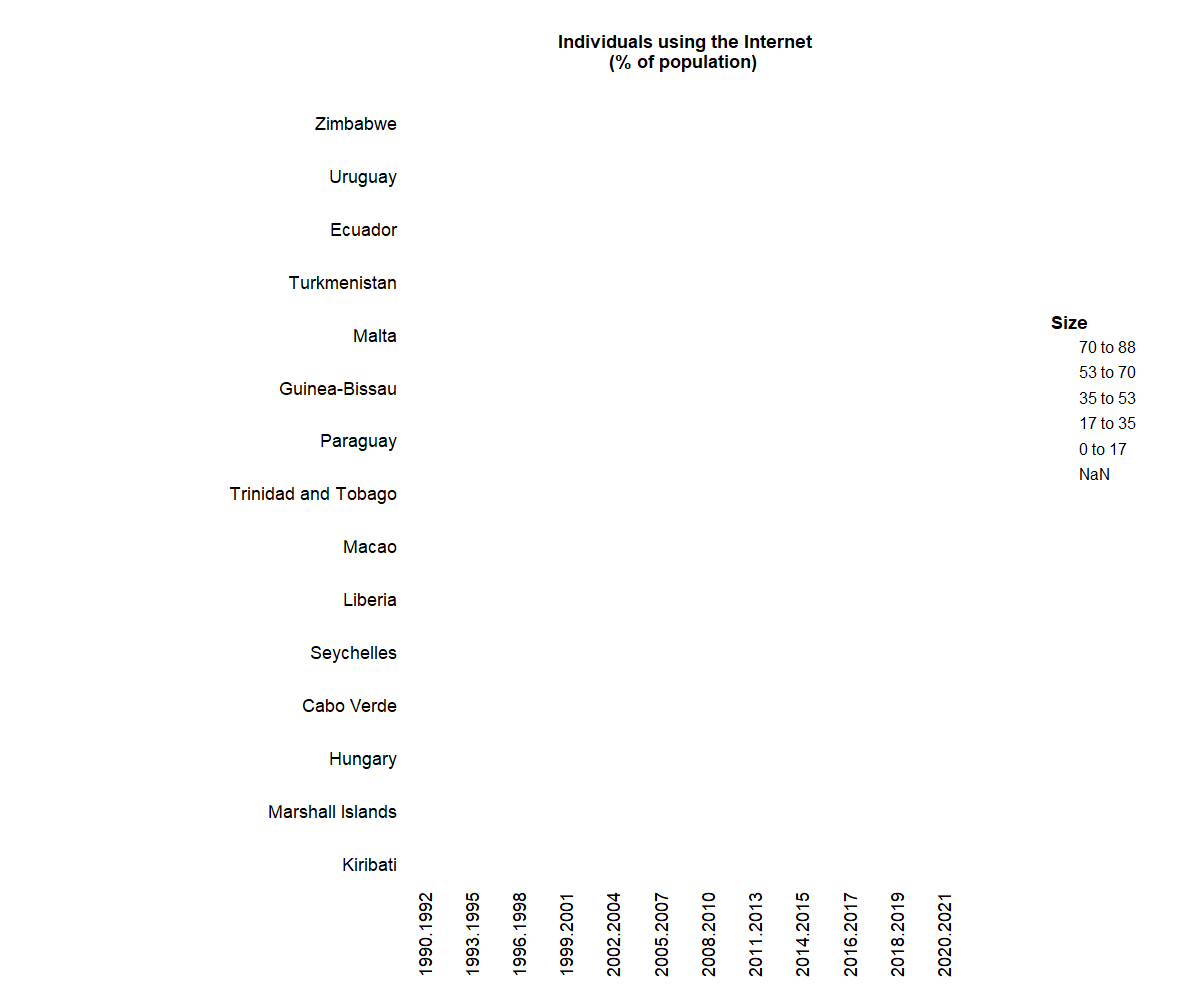 Individuals using the Internet
(% of population)
Zimbabwe
Uruguay
Ecuador
Turkmenistan
Malta
Guinea-Bissau
Paraguay
Trinidad and Tobago
Macao
Liberia
Seychelles
Cabo Verde
Hungary
Marshall Islands
Kiribati
1990.1992
1993.1995
1996.1998
1999.2001
2002.2004
2005.2007
2008.2010
2011.2013
2014.2015
2016.2017
2018.2019
2020.2021
Size
70 to 88
53 to 70
35 to 53
17 to 35
0 to 17
NaN